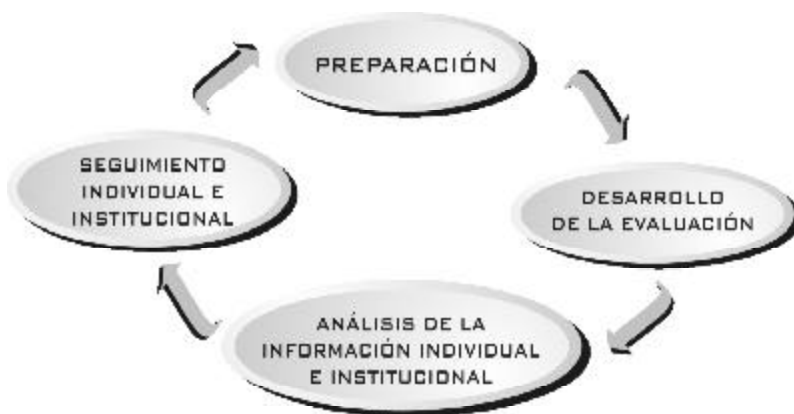 PREPARACIÓN
DESARROLLO
DE LA EVALUACIÓN
ANÁLISIS DE LA
INFORMACIÓN INDIVIDUAL
E INSTITUCIONAL
SEGUIMIENTO
INDIVIDUAL E
INSTITUCIONAL